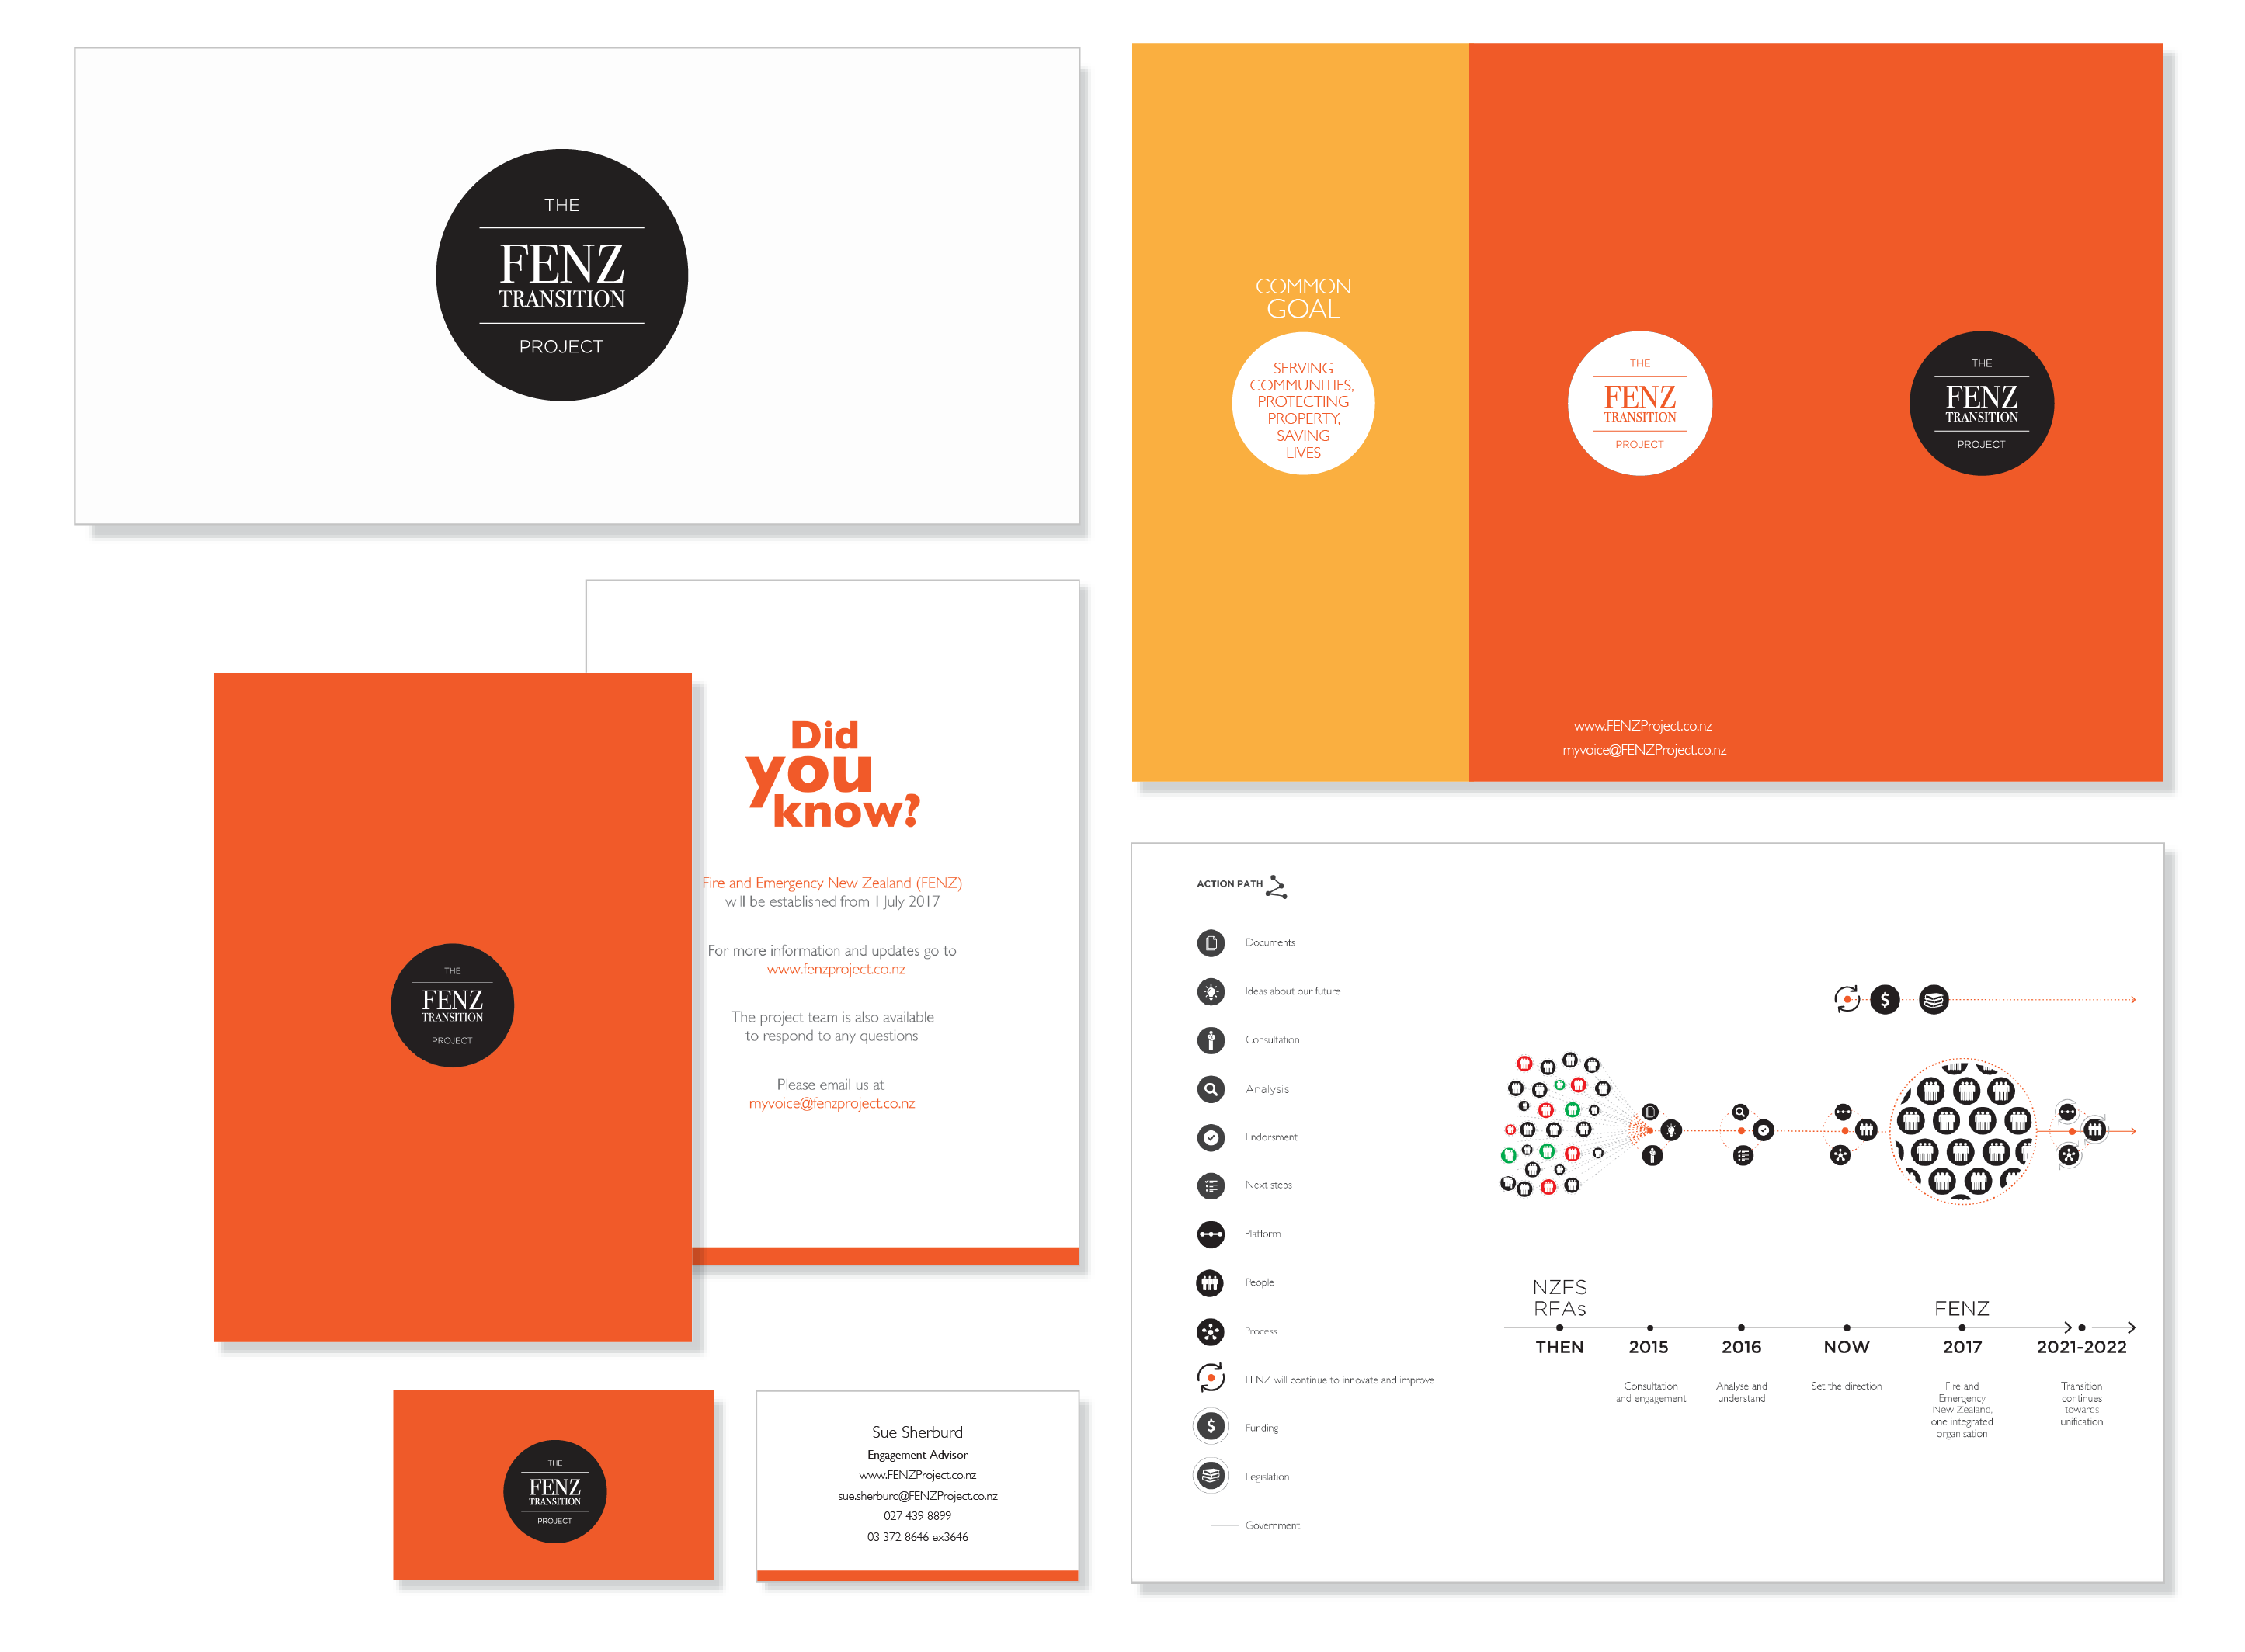 THE
FENZ
TRANSITION
PROJECT
COMMON
GOAL
SERVING
COMMUNITIES,
PROTECTING
PROPERTY,
SAVING
LIVES
THE
FENZ
TRANSITION
PROJECT
www.FENZProject.co.nz
myvoice@FENZProject.co.nz
THE
FENZ
TRANSITION
PROJECT
THE
FENZ
TRANSITION
PROJECT
Did
you
know?
Fire and Emergency New Zealand (FENZ)
will be established from 1 July 2017
For more information and updates go to
www.fenzproject.co.nz
The project team is also available
to respond to any questions
Please email us at
myvoice@fenzproject.co.nz
THE
FENZ
TRANSITION
PROJECT
Sue Sherburd
Engagement Advisor
www.FENZProject.co.nz
sue.sherburd@FENZProject.co.nz
027 439 8899
03 372 8646 ex3646
ACTION PATH
Documents
Ideas about our future
Consultation
Analysis
Endorsment
Next steps
Platform
People
Process
FENZ will continue to innovate and improve
Funding
Legislation
Government
$
$
NZFS
RFAs
THEN
2015
Consultation
and engagement
2016
Analyse and
understand
NOW
Set the direction
FENZ
2017
Fire and
Emergency
New Zealand,
one integrated
organisation
2021-2022
Transition
continues
towards
unification